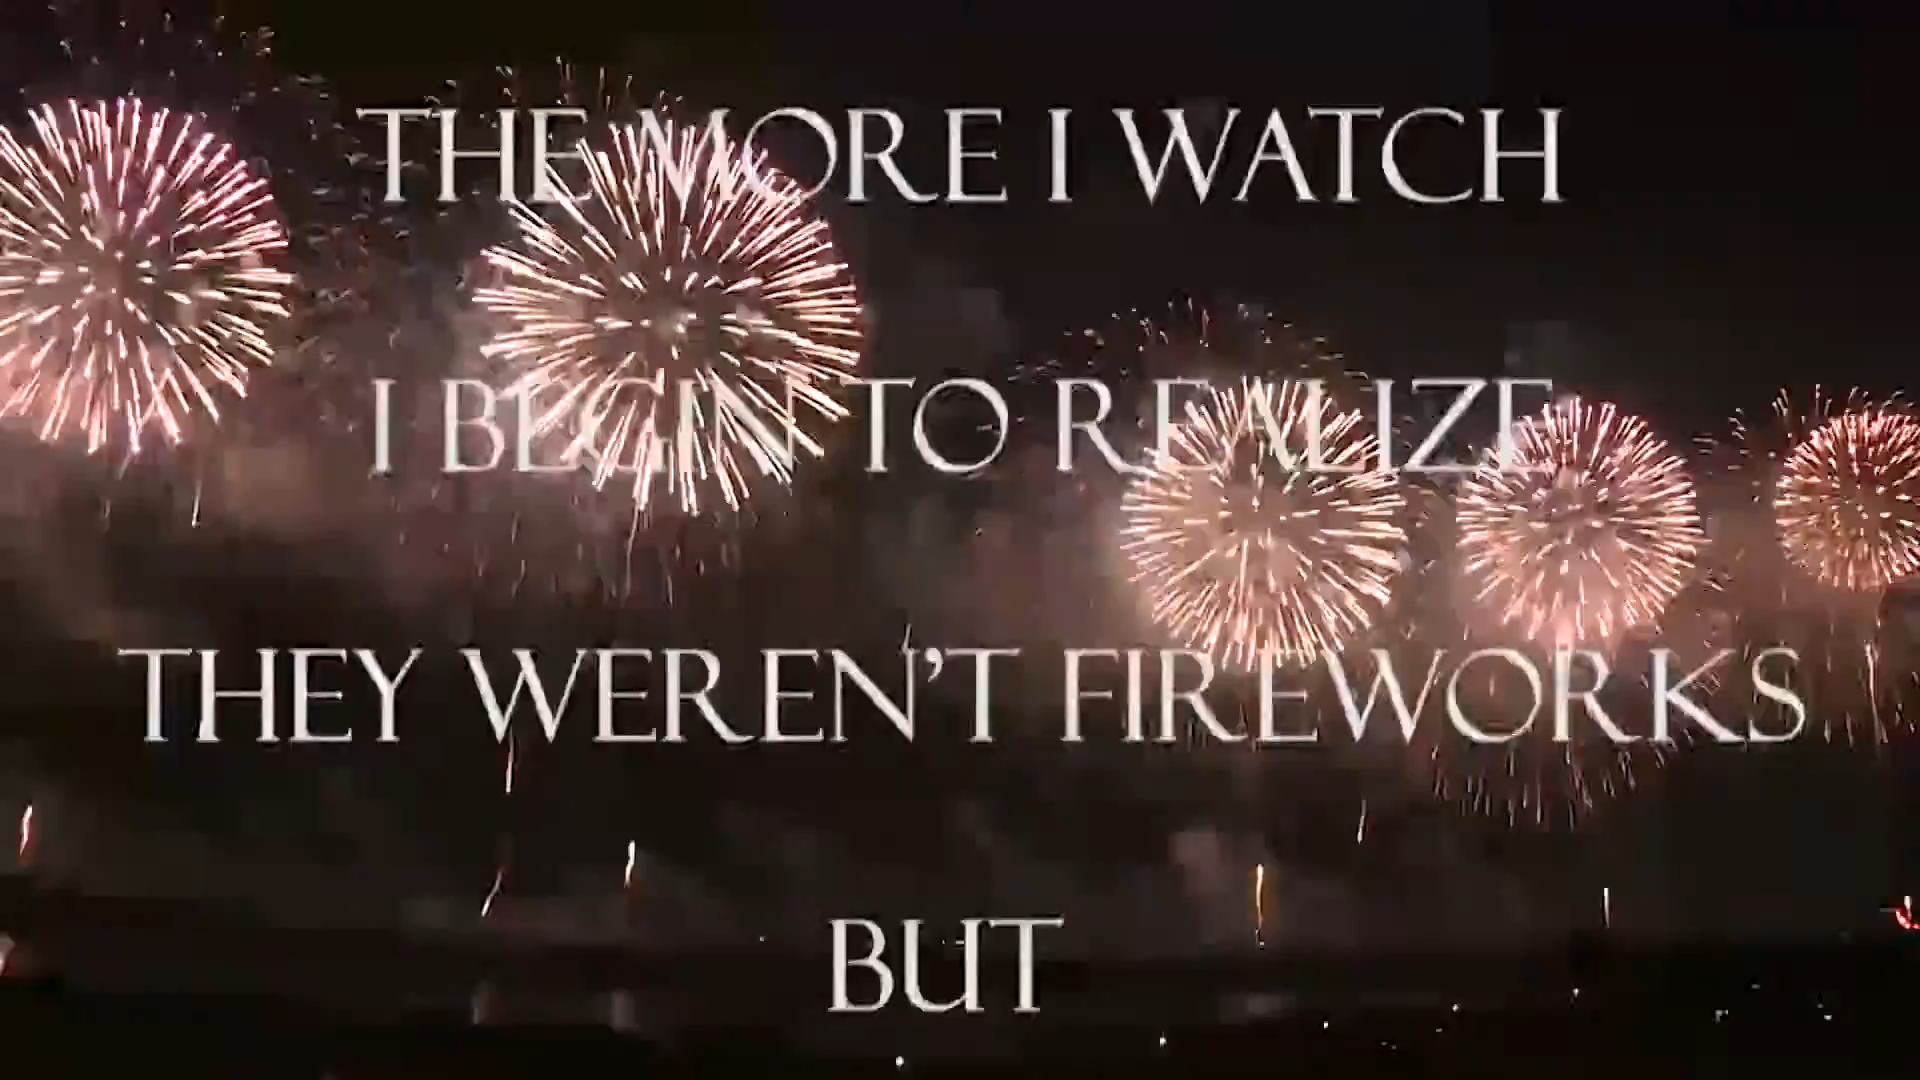 THE MORE I WATCH
I BEGIN TO REALIZE
THEY WEREN'T FIREWORKS
BUT